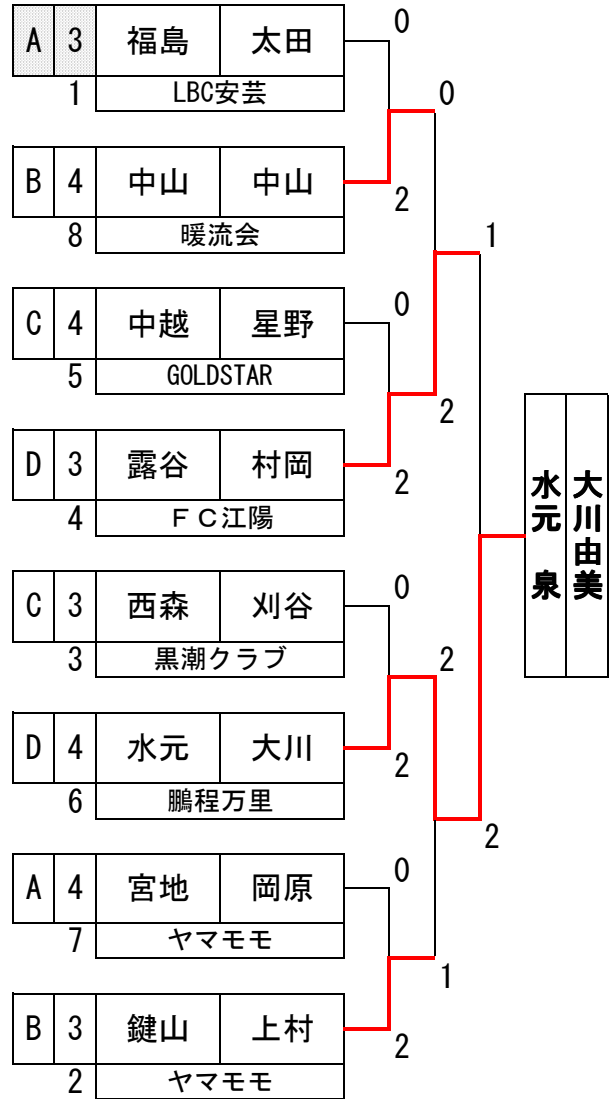 A 3 福島 太田
1 LBC安芸
0
0
B 4 中山 中山
2
8 暖流会
1
C 4 中越 星野
0
5 GOLDSTAR
2
D 3 露谷 村岡
2
4 FC江陽
水元 泉
大川由美
C 3 西森 刈谷
0
3 黒潮クラブ
2
D 4 水元 大川
2
6 鵬程万里
2
A 4 宮地 岡原
0
7 ヤマモモ
1
B 3 鍵山 上村
2
2 ヤマモモ